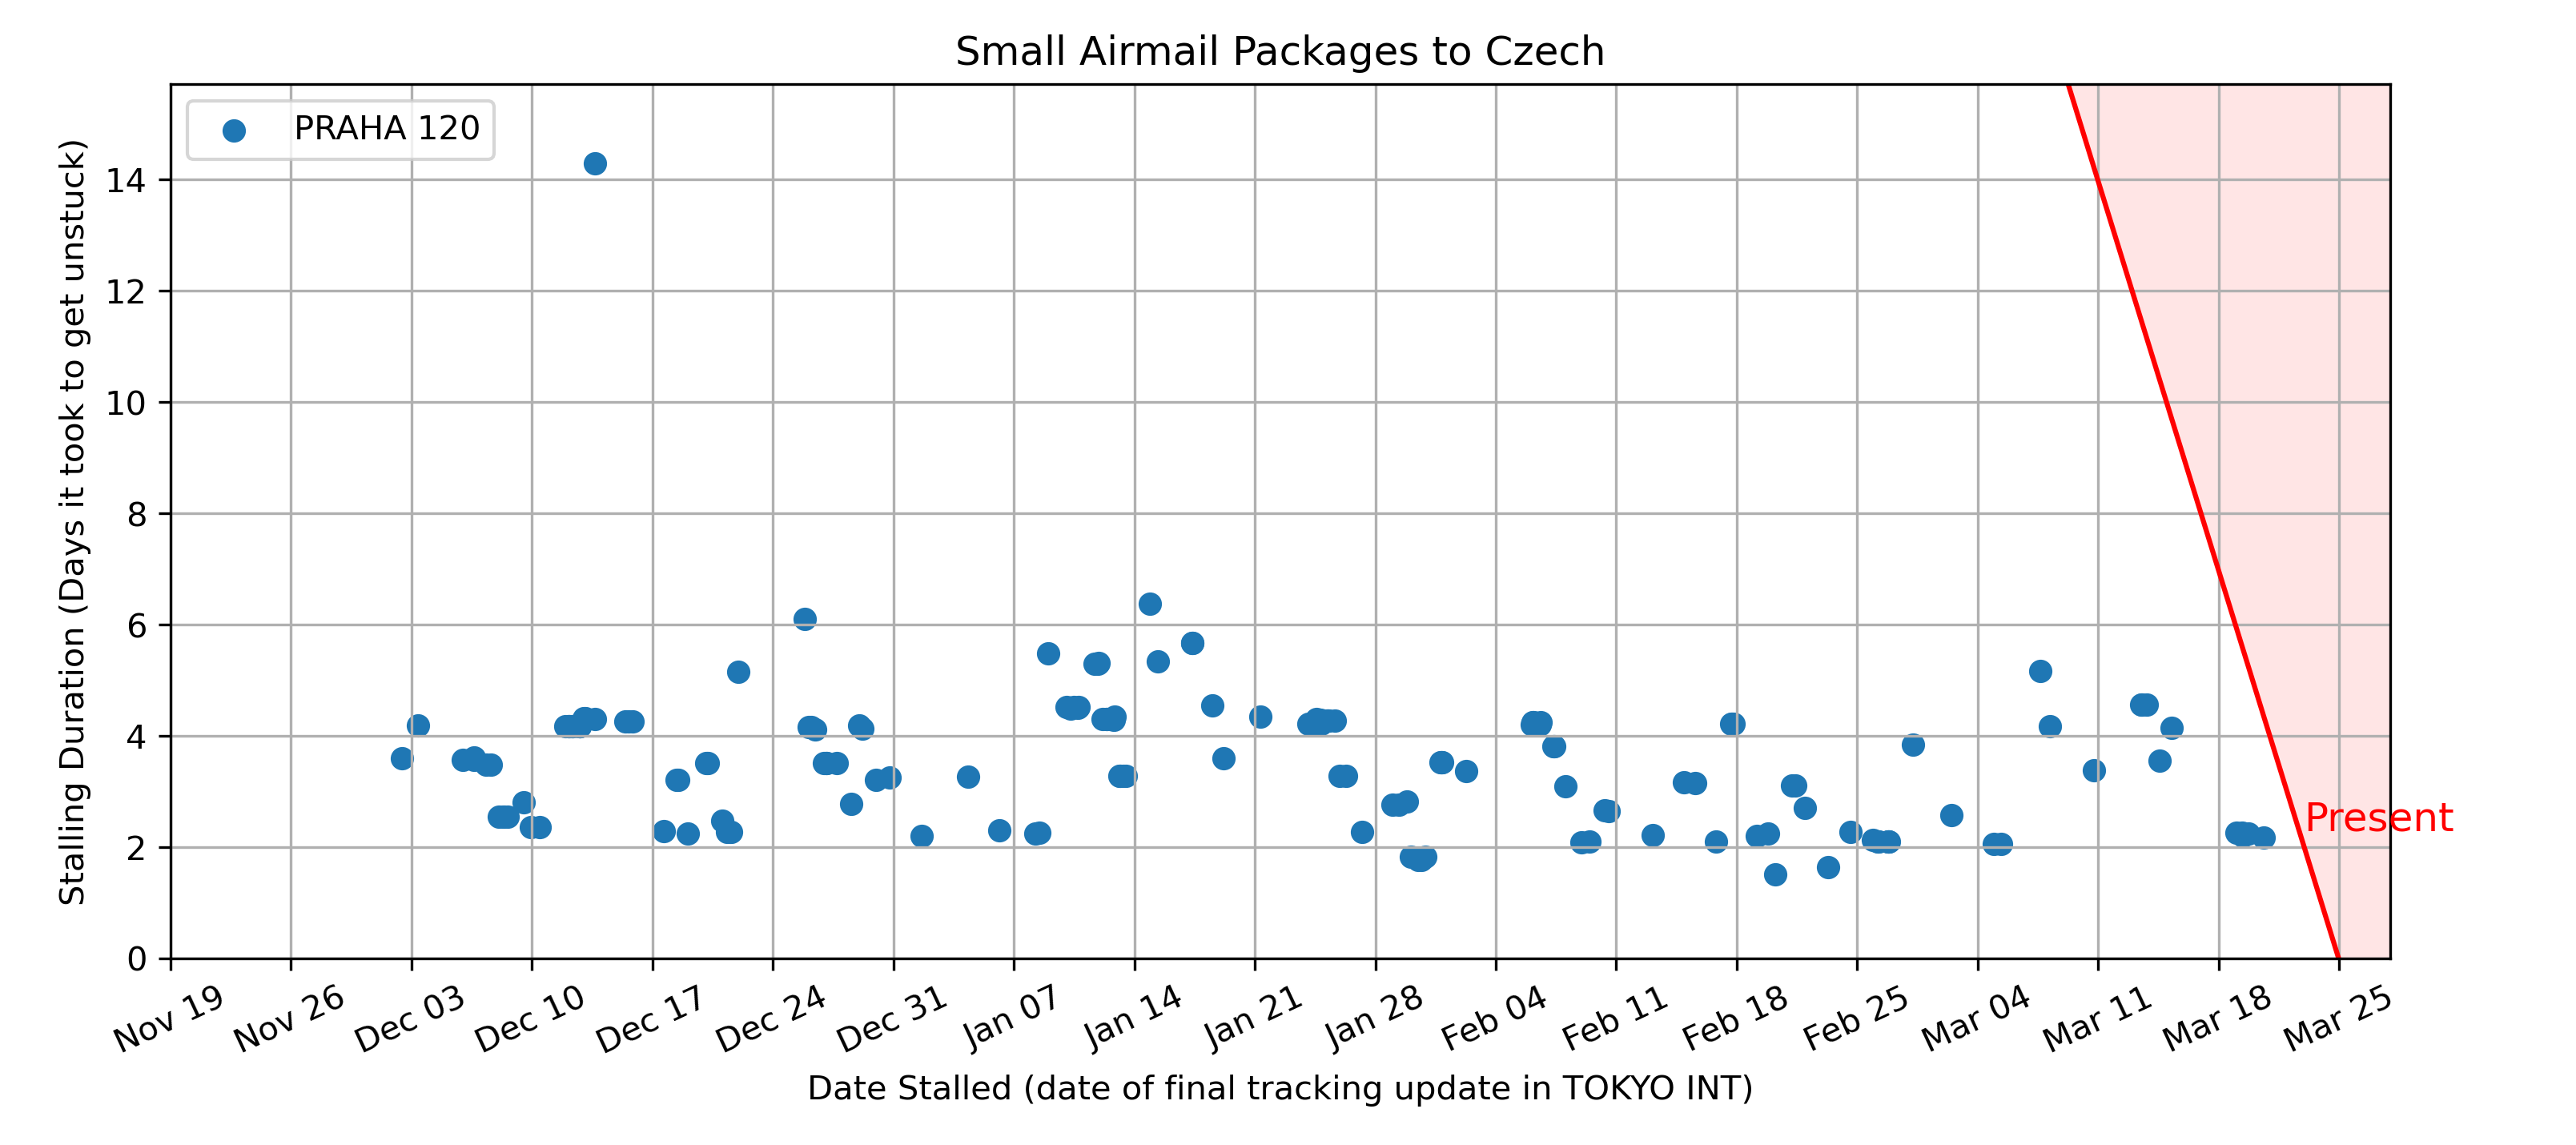 Small Airmail Packages to Czech
PRAHA 120
Stalling Duration (Days it took to get unstuck)
14
12
10
8
6
4
2
0
Present
Nov 19
Nov 26
Dec 03
Dec 10
Dec 17
Dec 24
Dec 31
Jan 07
Jan 14
Jan 21
Jan 28
Feb 04
Feb 11
Feb 18
Feb 25
Mar 04
Mar 11
Mar 18
Mar 25
Date Stalled (date of final tracking update in TOKYO INT)